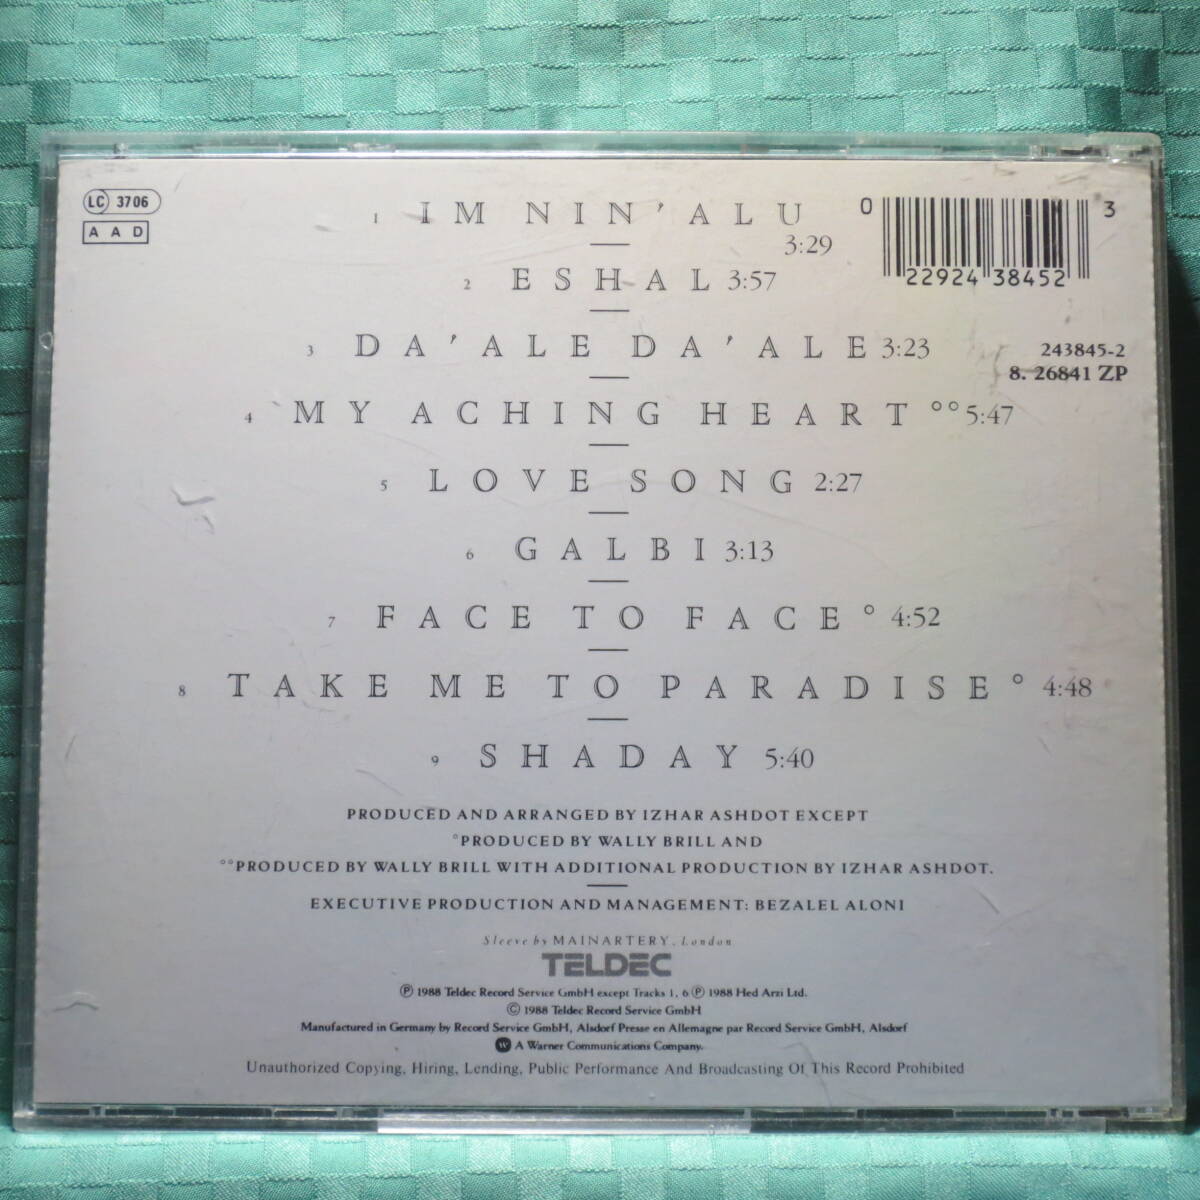 LC 3706
A A D
1 IM NIN'ALU 3:29
2 ESHAL 3:57
3 DA'ALE DA'ALE 3:23
4 MY ACHING HEART °° 5:47
5 LOVE SONG 2:27
6 GALBI 3:13
7 FACE TO FACE ° 4:52
8 TAKE ME TO PARADISE ° 4:48
9 SHADAY 5:40
0 22924 38452 3
243845-2
8. 26841 ZP
PRODUCED AND ARRANGED BY IZHAR ASHDOT EXCEPT
°PRODUCED BY WALLY BRILL AND
°°PRODUCED BY WALLY BRILL WITH ADDITIONAL PRODUCTION BY IZHAR ASHDOT.
EXECUTIVE PRODUCTION AND MANAGEMENT: BEZALEL ALONI
Sleeve by MAINARTERY, London
TELDEC
Ⓟ 1988 Teldec Record Service GmbH except Tracks 1, 6 Ⓟ 1988 Hed Arzi Ltd.
© 1988 Teldec Record Service GmbH
Manufactured in Germany by Record Service GmbH, Alsdorf Presse en Allemagne par Record Service GmbH, Alsdorf
A Warner Communications Company.
Unauthorized Copying, Hiring, Lending, Public Performance And Broadcasting Of This Record Prohibited